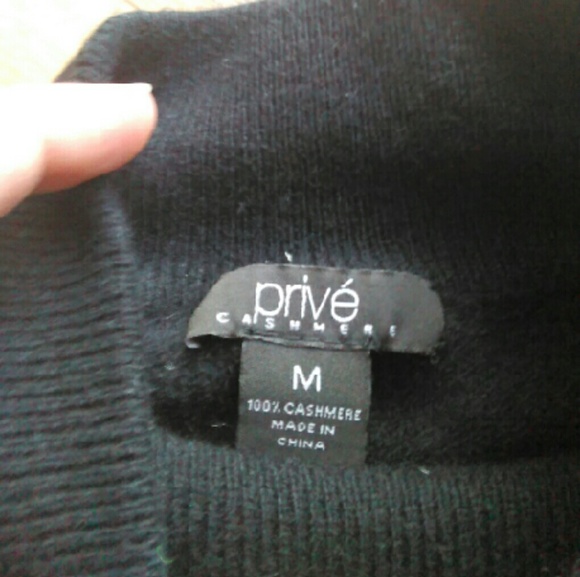 privé
CASHMERE
M
100% CASHMERE
MADE IN
CHINA